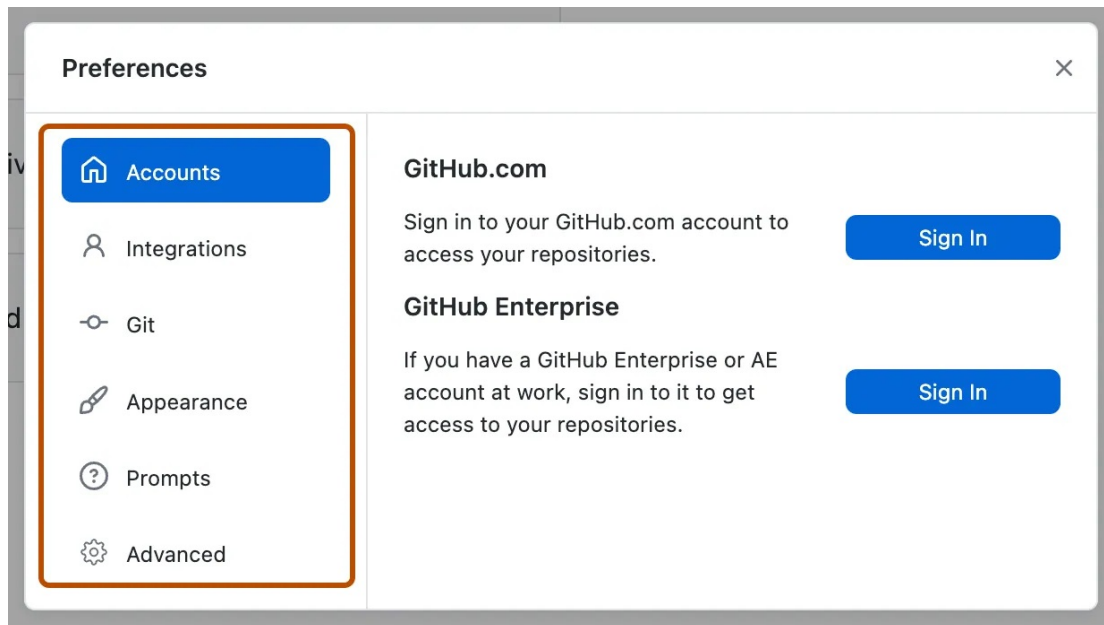 Preferences
Accounts
Integrations
Git
Appearance
Prompts
Advanced
GitHub.com
Sign in to your GitHub.com account to
access your repositories.
Sign In
GitHub Enterprise
If you have a GitHub Enterprise or AE
account at work, sign in to it to get
access to your repositories.
Sign In